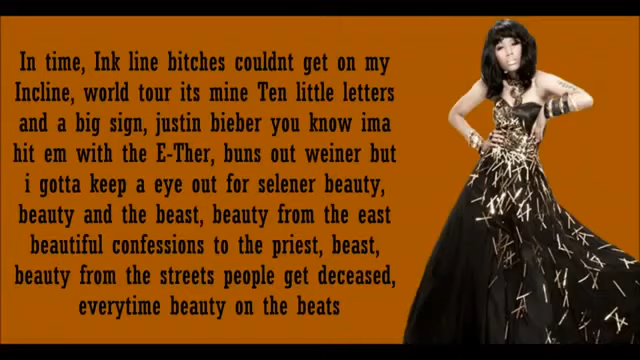 In time, Ink line bitches couldnt get on my
Incline, world tour its mine Ten little letters
and a big sign, justin bieber you know ima
hit em with the E-Ther, buns out weiner but
i gotta keep a eye out for selener beauty,
beauty and the beast, beauty from the east
beautiful confessions to the priest, beast,
beauty from the streets people get deceased,
everytime beauty on the beats